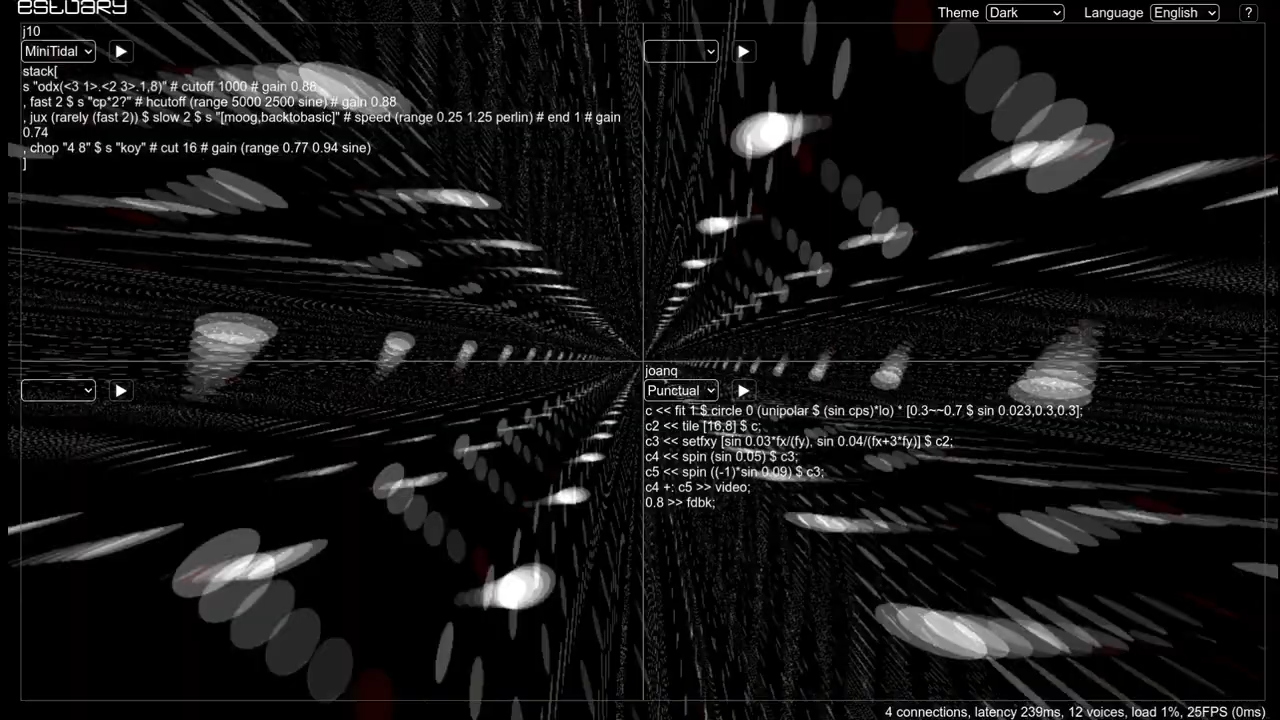 estuary
Theme Dark Language English ?
j10
MiniTidal
stack[
s "odx(<3 1>.<2 3>.1,8)" # cutoff 1000 # gain 0.88
, fast 2 $ s "cp*2?" # hcutoff (range 5000 2500 sine) # gain 0.88
, jux (rarely (fast 2)) $ slow 2 $ s "[moog,backtobasic]" # speed (range 0.25 1.25 perlin) # end 1 # gain
0.74
, chop "4 8" $ s "koy" # cut 16 # gain (range 0.77 0.94 sine)
]
joanq
Punctual
c << fit 1 $ circle 0 (unipolar $ (sin cps)*lo) * [0.3~~0.7 $ sin 0.023,0.3,0.3];
c2 << tile [16,8] $ c;
c3 << setfxy [sin 0.03*fx/(fy), sin 0.04/(fx+3*fy)] $ c2;
c4 << spin (sin 0.05) $ c3;
c5 << spin ((-1)*sin 0.09) $ c3;
c4 +: c5 >> video;
0.8 >> fdbk;
4 connections, latency 239ms, 12 voices, load 1%, 25FPS (0ms)